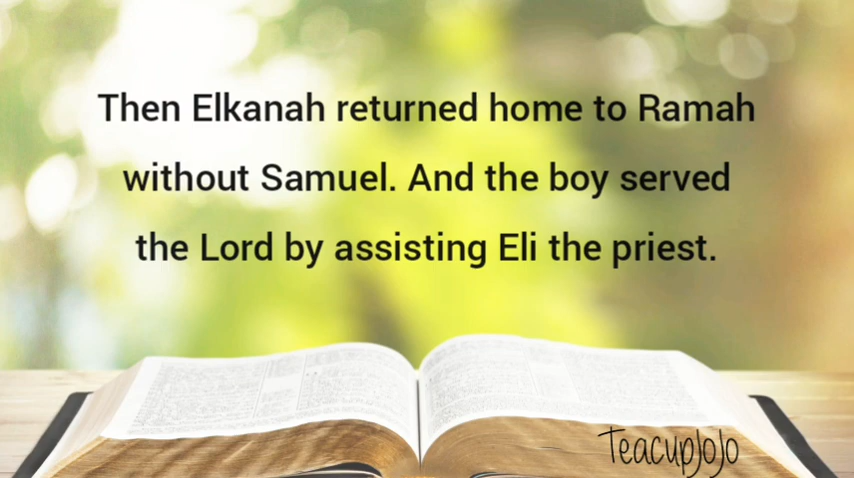 Then Elkanah returned home to Ramah
without Samuel. And the boy served
the Lord by assisting Eli the priest.
TeacupJoJo